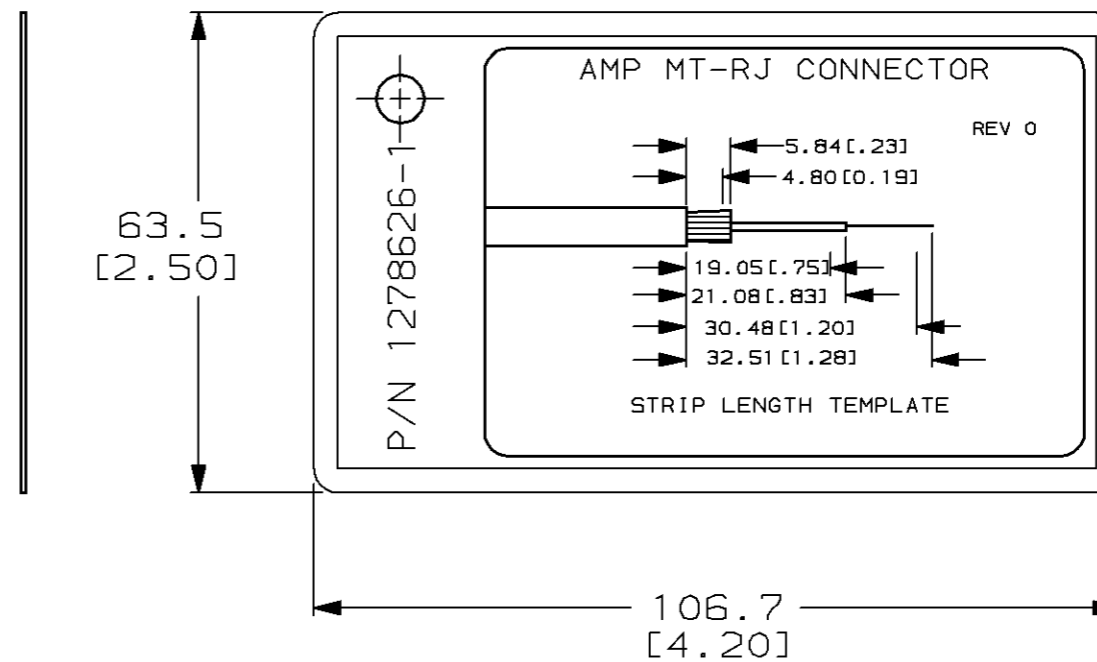 AMP MT-RJ CONNECTOR
REV 0
5.84[.23]
4.80[0.19]
63.5
[2.50]
P/N 1278626-1
19.05[.75]
21.08[.83]
30.48[1.20]
32.51[1.28]
STRIP LENGTH TEMPLATE
106.7
[4.20]